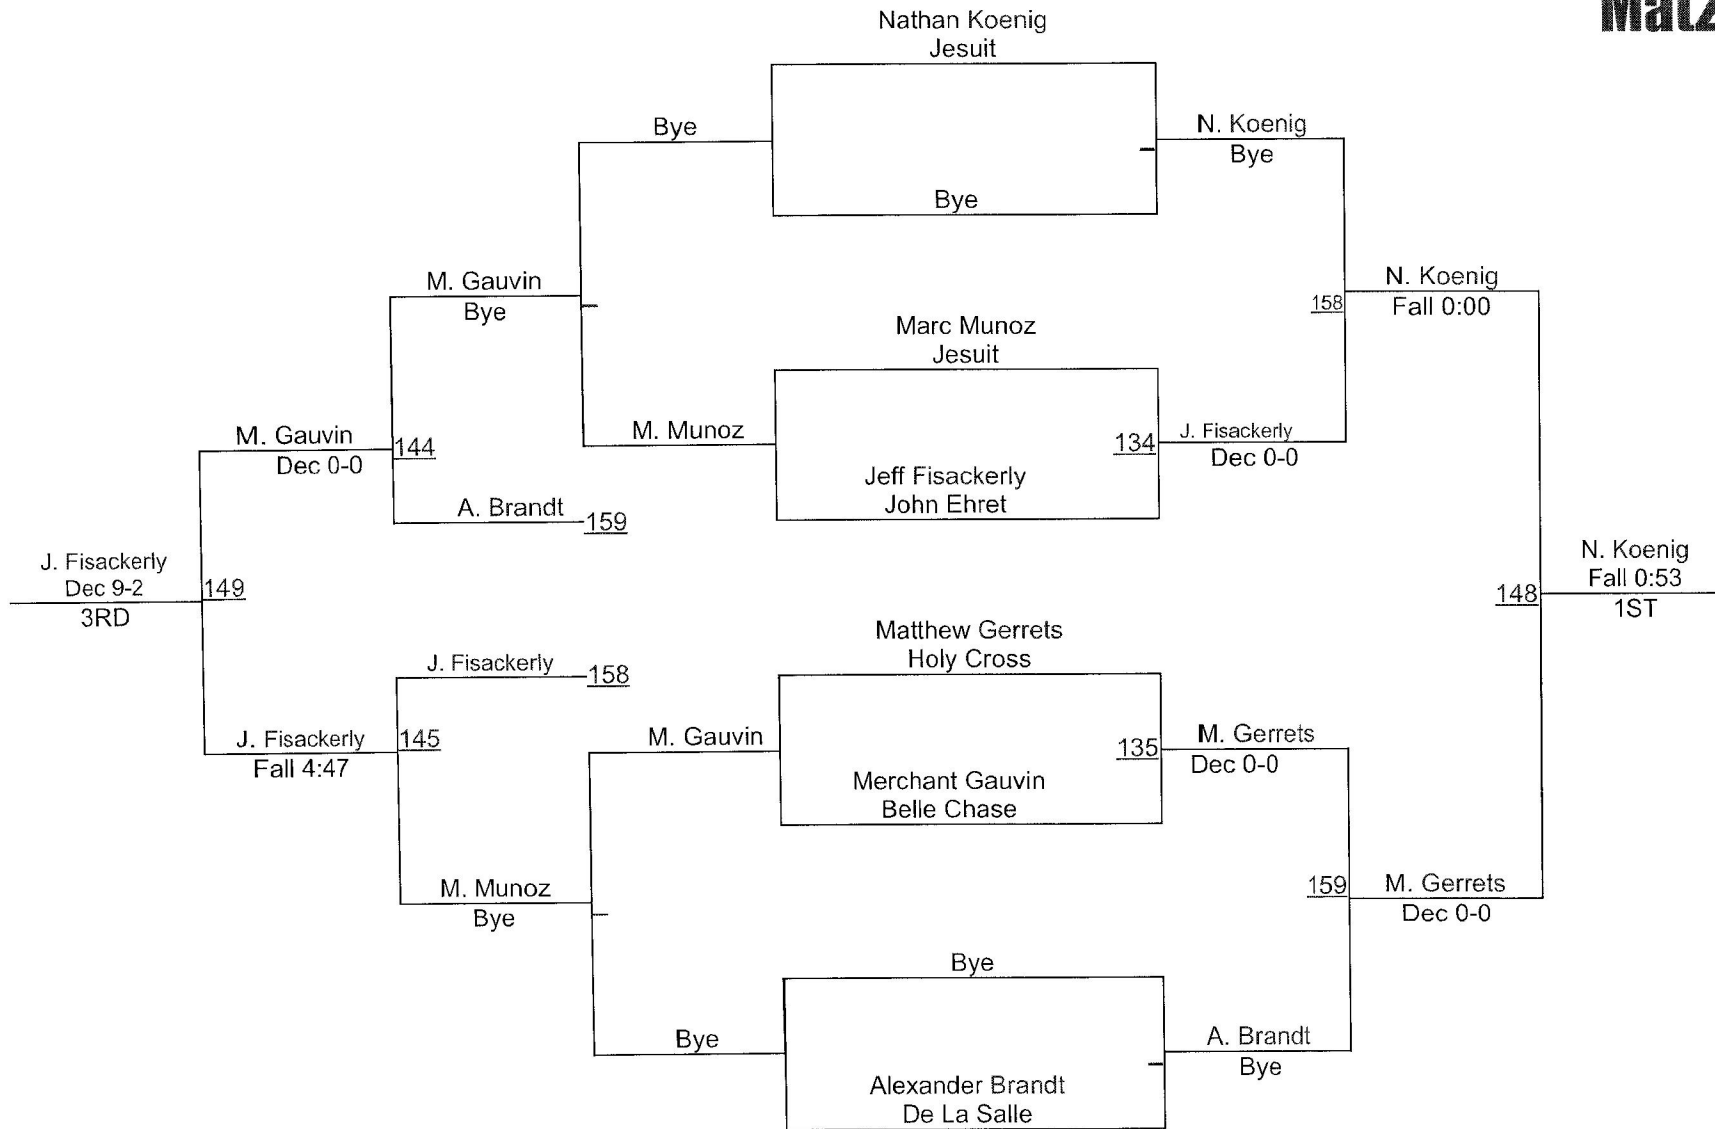 Nathan Koenig
Jesuit
Bye
N. Koenig
Bye
Bye
M. Gauvin
Bye
N. Koenig
Fall 0:00
158
Marc Munoz
Jesuit
M. Munoz
134
J. Fisackerly
Dec 0-0
Jeff Fisackerly
John Ehret
M. Gauvin
Dec 0-0
144
A. Brandt
159
J. Fisackerly
Dec 9-2
3RD
149
148
N. Koenig
Fall 0:53
1ST
Matthew Gerrets
Holy Cross
J. Fisackerly
158
J. Fisackerly
Fall 4:47
145
M. Gauvin
135
M. Gerrets
Dec 0-0
Merchant Gauvin
Belle Chase
M. Munoz
Bye
159
M. Gerrets
Dec 0-0
Bye
Bye
A. Brandt
Bye
Alexander Brandt
De La Salle